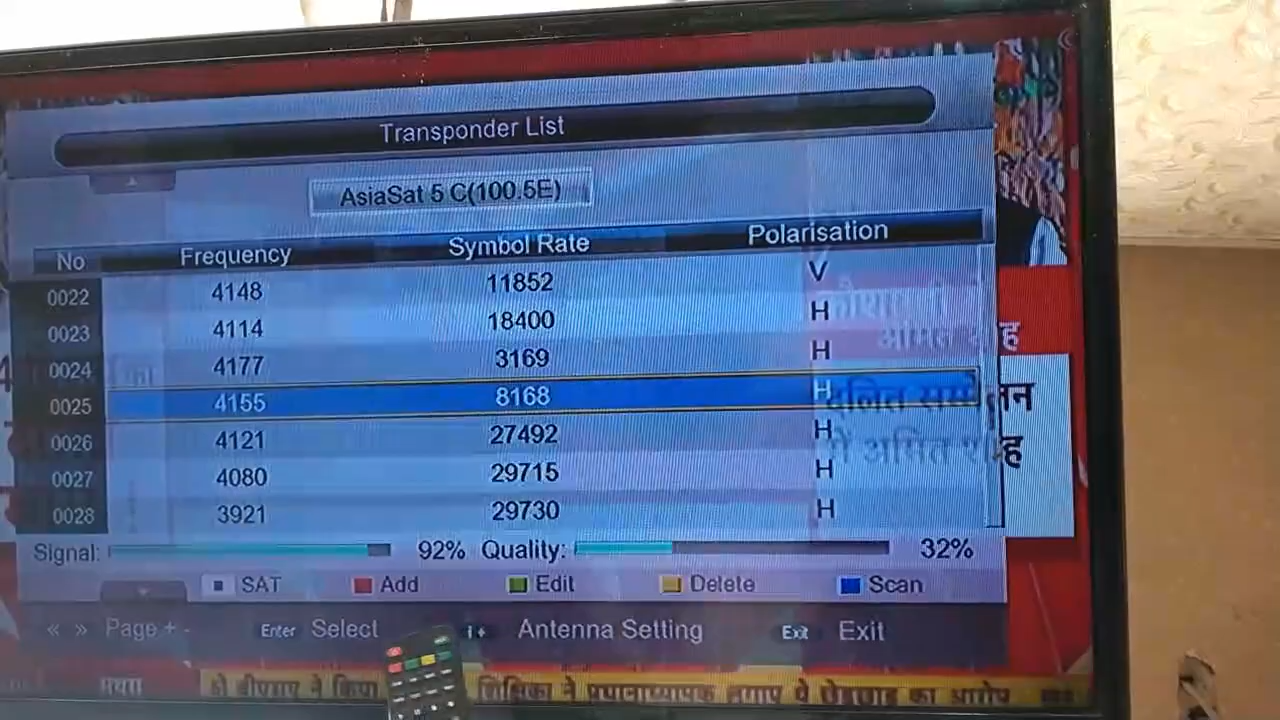 Transponder List
AsiaSat 5 C(100.5E)
No Frequency Symbol Rate Polarisation
0022 4148 11852 V
0023 4114 18400 H
0024 4177 3169 H
0025 4155 8168 H
0026 4121 27492 H
0027 4080 29715 H
0028 3921 29730 H
में अमित शाह
Signal: 92% Quality: 32%
SAT Add Edit Delete Scan
« » Page + - Enter Select i+ Antenna Setting Exit Exit
मथुरा